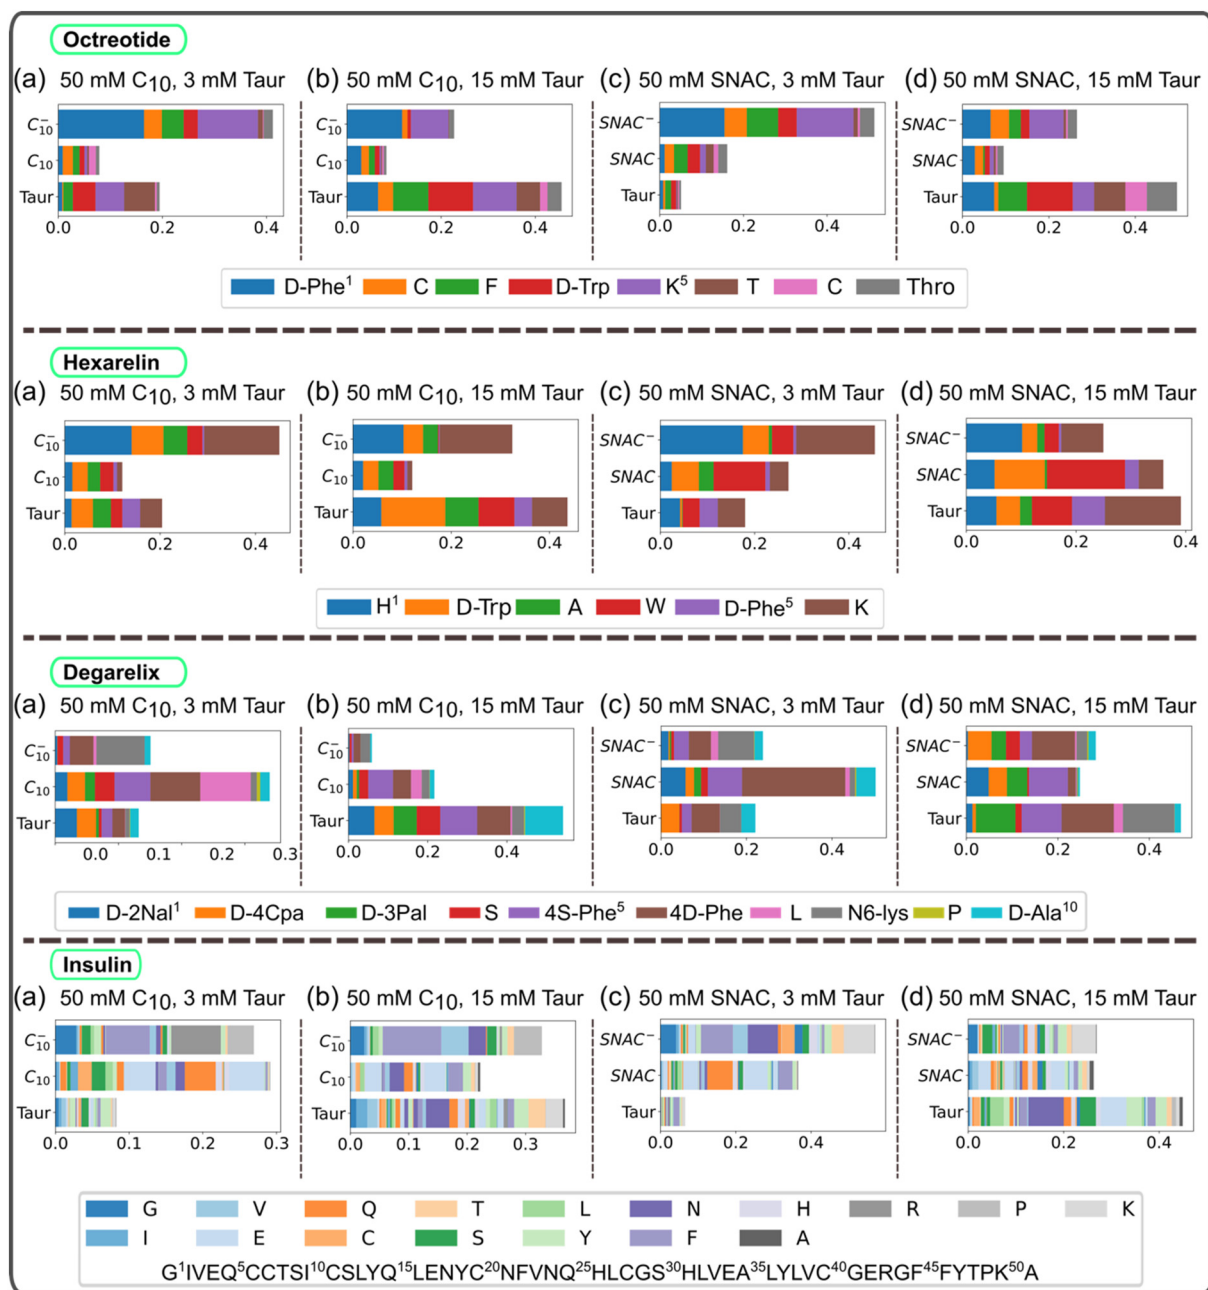 Octreotide
(a) 50 mM C10, 3 mM Taur
(b) 50 mM C10, 15 mM Taur
(c) 50 mM SNAC, 3 mM Taur
(d) 50 mM SNAC, 15 mM Taur
C10−
C10
Taur
0.0 0.2 0.4
C10−
C10
Taur
0.0 0.2 0.4
SNAC−
SNAC
Taur
0.0 0.2 0.4
SNAC−
SNAC
Taur
0.0 0.2 0.4
D-Phe1 C F D-Trp K5 T C Thro
Hexarelin
(a) 50 mM C10, 3 mM Taur
(b) 50 mM C10, 15 mM Taur
(c) 50 mM SNAC, 3 mM Taur
(d) 50 mM SNAC, 15 mM Taur
C10−
C10
Taur
0.0 0.2 0.4
C10−
C10
Taur
0.0 0.2 0.4
SNAC−
SNAC
Taur
0.0 0.2 0.4
SNAC−
SNAC
Taur
0.0 0.2 0.4
H1 D-Trp A W D-Phe5 K
Degarelix
(a) 50 mM C10, 3 mM Taur
(b) 50 mM C10, 15 mM Taur
(c) 50 mM SNAC, 3 mM Taur
(d) 50 mM SNAC, 15 mM Taur
C10−
C10
Taur
0.0 0.1 0.2 0.3
C10−
C10
Taur
0.0 0.2 0.4
SNAC−
SNAC
Taur
0.0 0.2 0.4
SNAC−
SNAC
Taur
0.0 0.2 0.4
D-2Nal1 D-4Cpa D-3Pal S 4S-Phe5 4D-Phe L N6-lys P D-Ala10
Insulin
(a) 50 mM C10, 3 mM Taur
(b) 50 mM C10, 15 mM Taur
(c) 50 mM SNAC, 3 mM Taur
(d) 50 mM SNAC, 15 mM Taur
C10−
C10
Taur
0.0 0.1 0.2 0.3
C10−
C10
Taur
0.0 0.1 0.2 0.3
SNAC−
SNAC
Taur
0.0 0.2 0.4
SNAC−
SNAC
Taur
0.0 0.2 0.4
G V Q T L N H R P K
I E C S Y F A
G1IVEQ5CCTSI10CSLYQ15LENYC20NFVNQ25HLCGS30HLVEA35LYLVC40GERGF45FYTPK50A